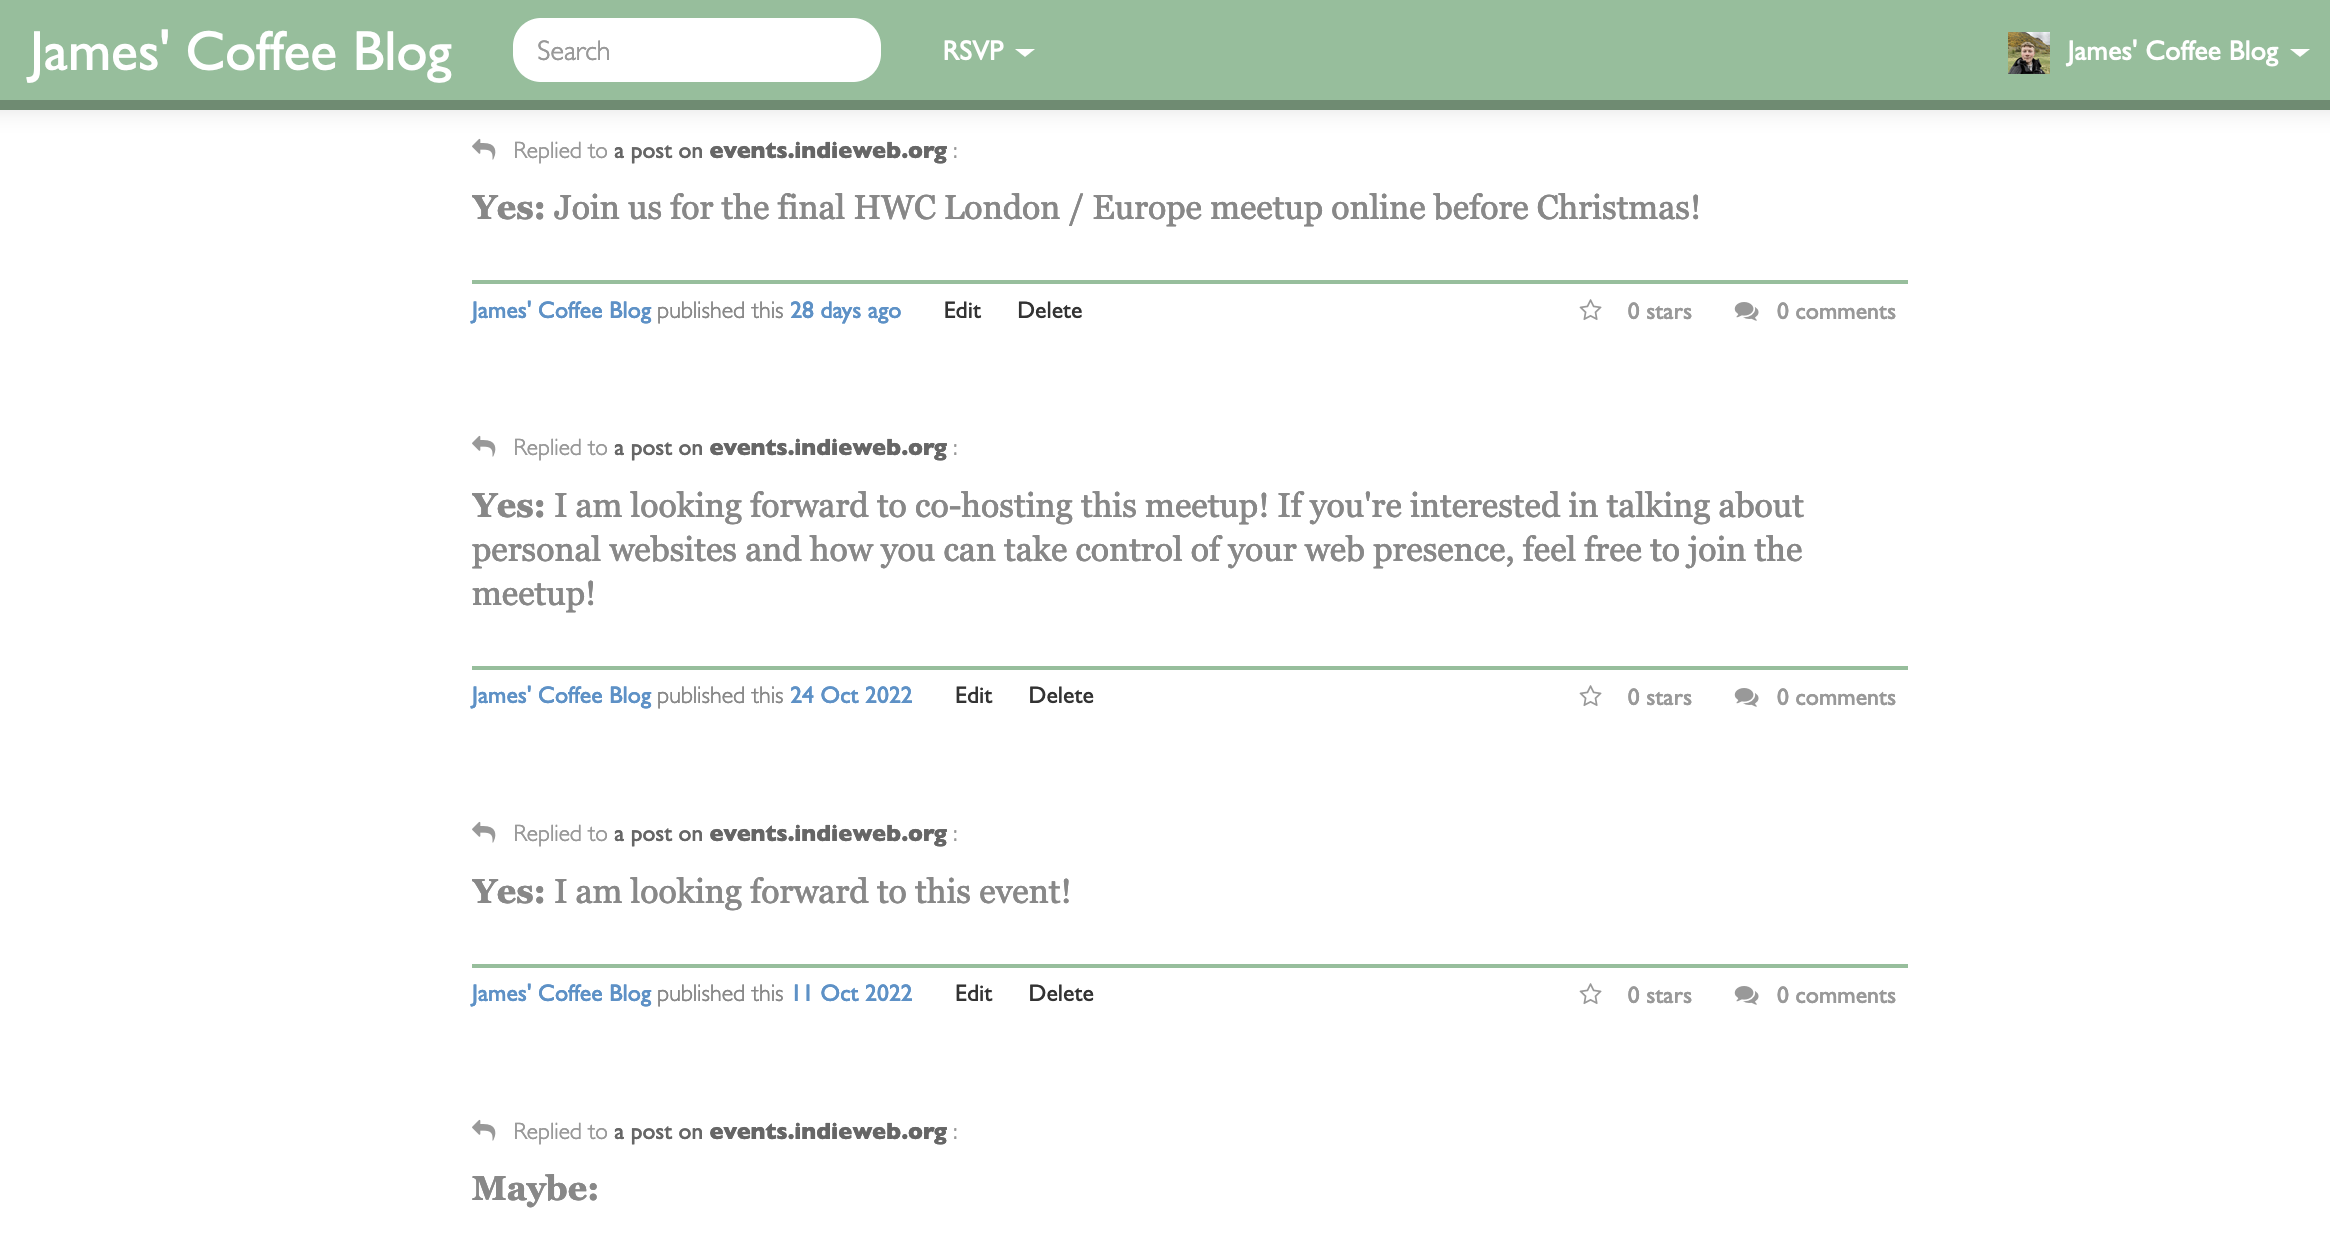 James' Coffee Blog
Search
RSVP
James' Coffee Blog
Replied to a post on events.indieweb.org :
Yes: Join us for the final HWC London / Europe meetup online before Christmas!
James' Coffee Blog published this 28 days ago Edit Delete 0 stars 0 comments
Replied to a post on events.indieweb.org :
Yes: I am looking forward to co-hosting this meetup! If you're interested in talking about
personal websites and how you can take control of your web presence, feel free to join the
meetup!
James' Coffee Blog published this 24 Oct 2022 Edit Delete 0 stars 0 comments
Replied to a post on events.indieweb.org :
Yes: I am looking forward to this event!
James' Coffee Blog published this 11 Oct 2022 Edit Delete 0 stars 0 comments
Replied to a post on events.indieweb.org :
Maybe: